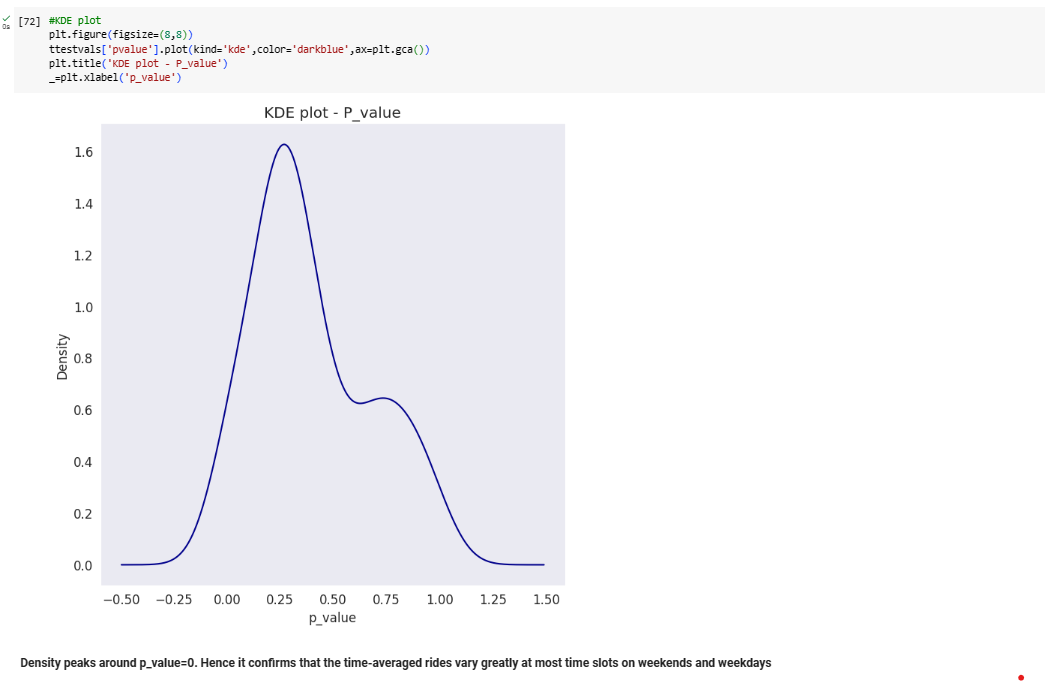 [72] #KDE plot
0s
plt.figure(figsize=(8,8))
ttestvals['pvalue'].plot(kind='kde',color='darkblue',ax=plt.gca())
plt.title('KDE plot - P_value')
_=plt.xlabel('p_value')
KDE plot - P_value
1.6
1.4
1.2
1.0
0.8
0.6
0.4
0.2
0.0
Density
−0.50 −0.25 0.00 0.25 0.50 0.75 1.00 1.25 1.50
p_value
Density peaks around p_value=0. Hence it confirms that the time-averaged rides vary greatly at most time slots on weekends and weekdays